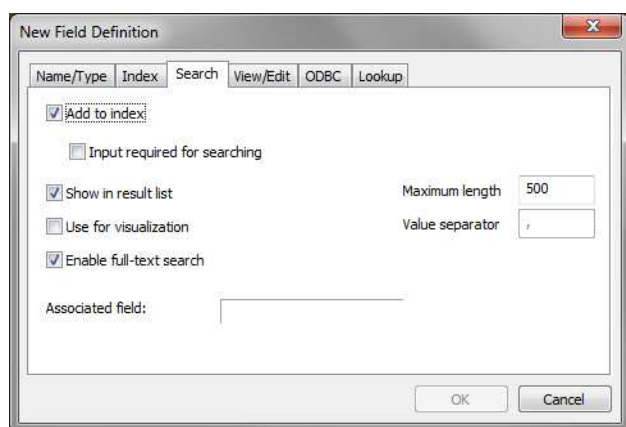 New Field Definition
Name/Type Index Search View/Edit ODBC Lookup
Add to index
Input required for searching
Show in result list Maximum length 500
Use for visualization Value separator ,
Enable full-text search
Associated field:
OK Cancel